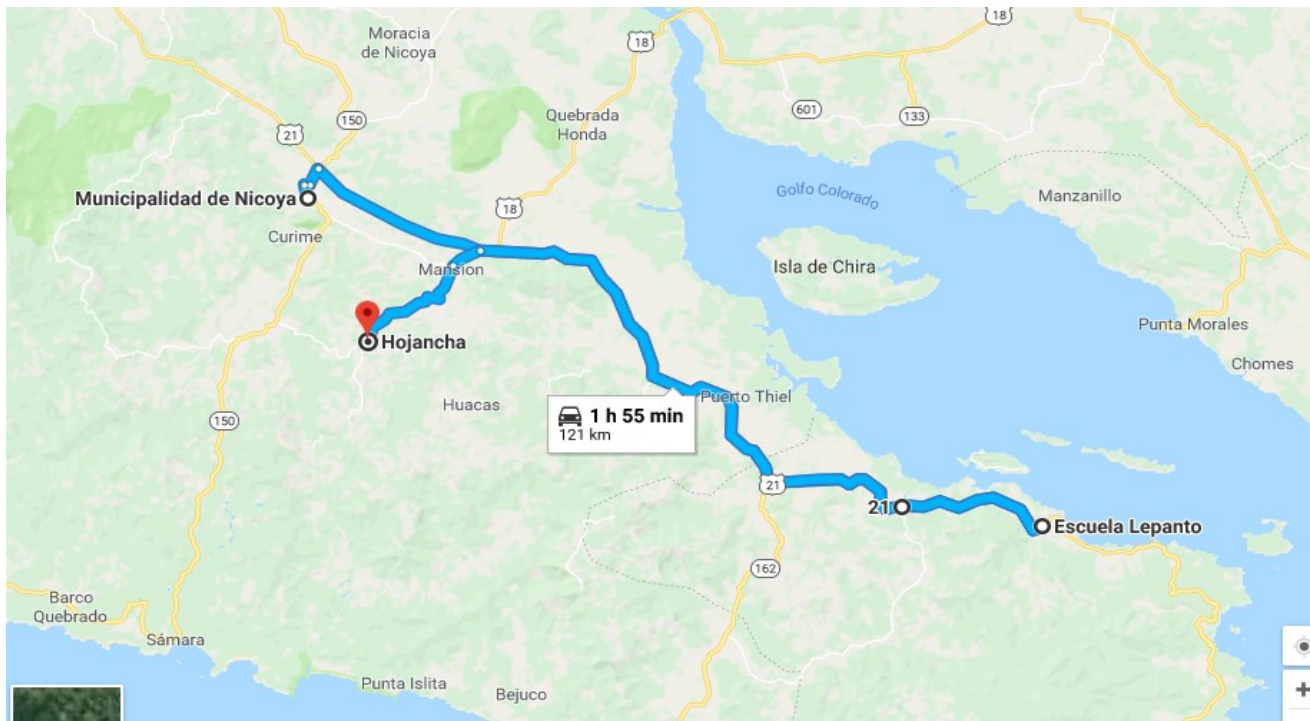 18
Moracia
de Nicoya
18
21
150
Quebrada
Honda
601
133
Municipalidad de Nicoya
Golfo Colorado
Manzanillo
18
Curime
Mansion
Isla de Chira
Punta Morales
Hojancha
Chomes
Huacas
Puerto Thiel
1 h 55 min
121 km
150
21
21
Escuela Lepanto
162
Barco
Quebrado
Sámara
Punta Islita
Bejuco